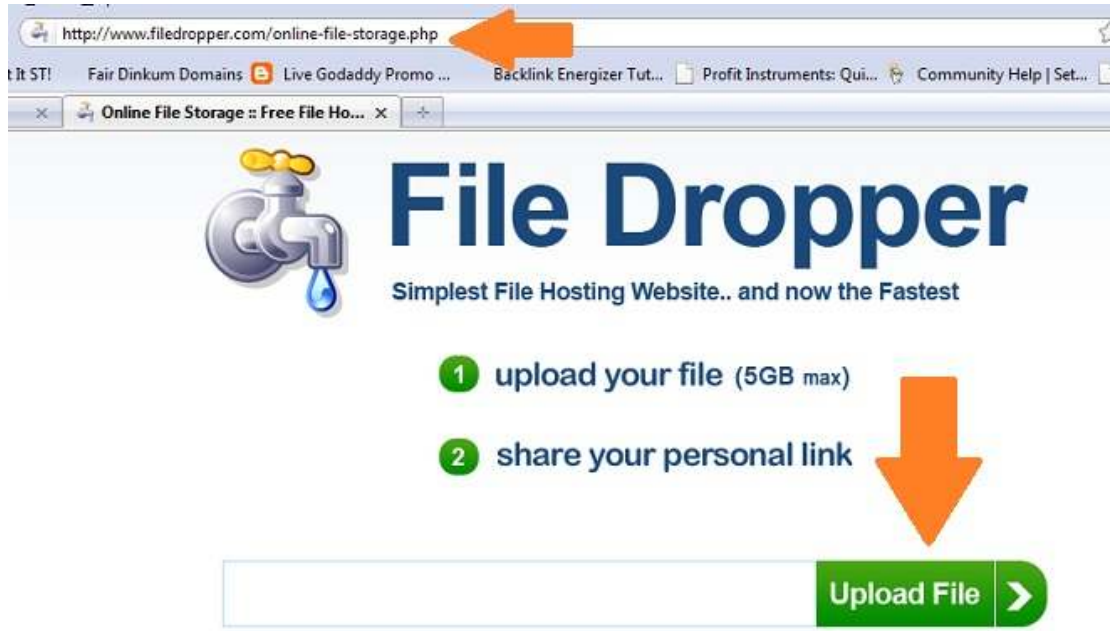 http://www.filedropper.com/online-file-storage.php
t It ST! Fair Dinkum Domains Live Godaddy Promo ... Backlink Energizer Tut... Profit Instruments: Qui... Community Help | Set...
Online File Storage :: Free File Ho...
File Dropper
Simplest File Hosting Website.. and now the Fastest
1 upload your file (5GB max)
2 share your personal link
Upload File